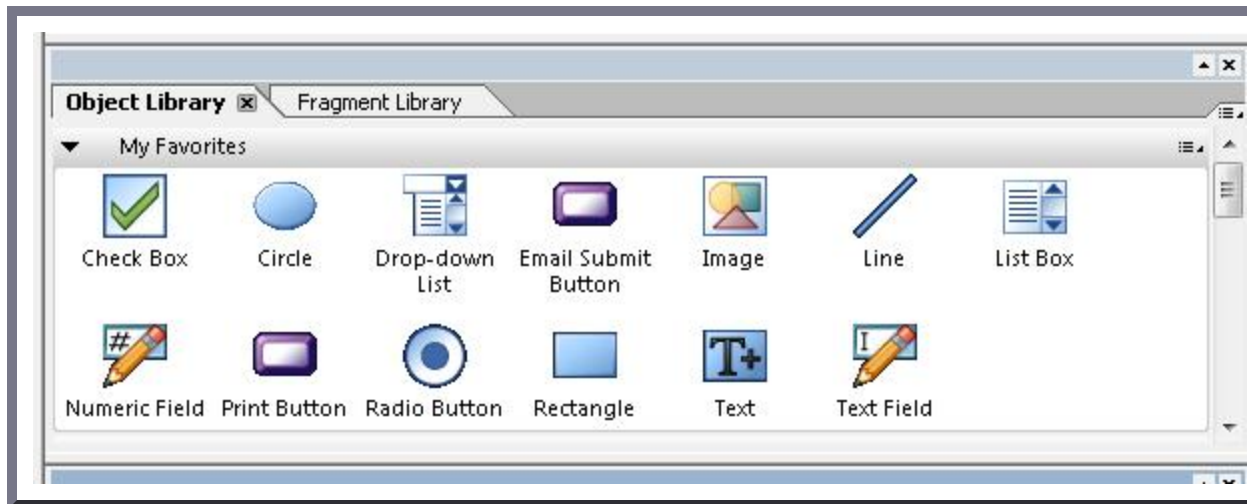 Object Library Fragment Library
My Favorites
Check Box Circle Drop-down List Email Submit Button Image Line List Box
Numeric Field Print Button Radio Button Rectangle Text Text Field